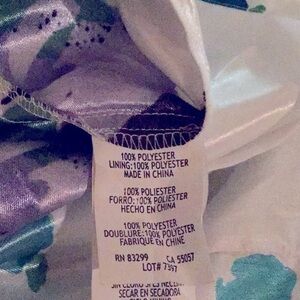 100% POLYESTER
LINING:100% POLYESTER
MADE IN CHINA
100% POLIESTER
FORRO:100% POLIESTER
HECHO EN CHINA
100% POLYESTER
DOUBLURE:100% POLYESTER
FABRIQUE EN CHINE
RN 83299 CA 55057
LOT#
SECAR EN SECADORA